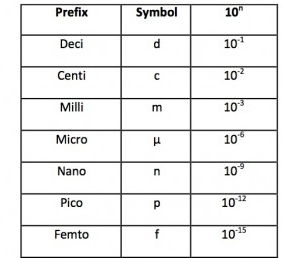 Prefix Symbol 10ⁿ
Deci d 10⁻¹
Centi c 10⁻²
Milli m 10⁻³
Micro µ 10⁻⁶
Nano n 10⁻⁹
Pico p 10⁻¹²
Femto f 10⁻¹⁵